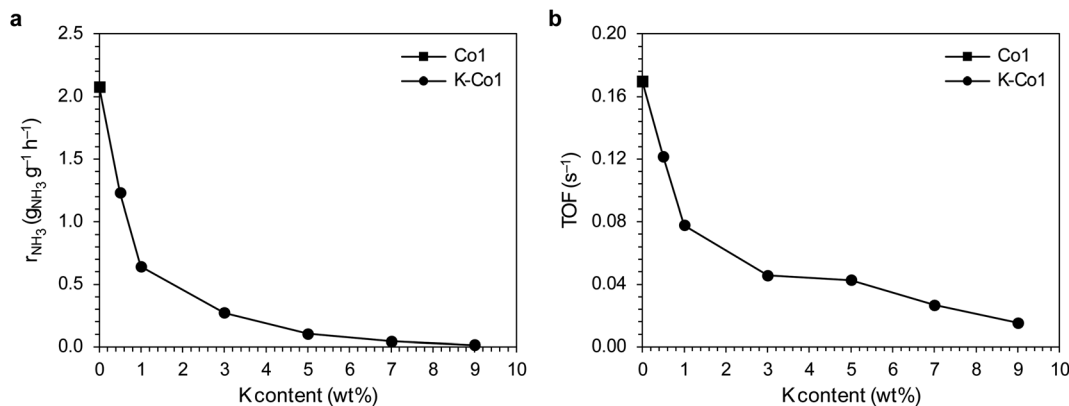 a
2.5
2.0
1.5
1.0
0.5
0.0
r_NH3 (g_NH3 g⁻¹ h⁻¹)
Co1
K-Co1
0 1 2 3 4 5 6 7 8 9 10
K content (wt%)
b
0.20
0.16
0.12
0.08
0.04
0.00
TOF (s⁻¹)
Co1
K-Co1
0 1 2 3 4 5 6 7 8 9 10
K content (wt%)